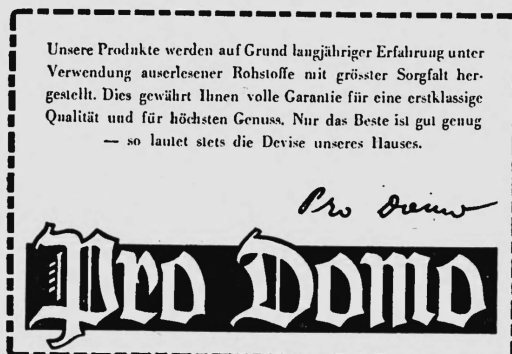 Unsere Produkte werden auf Grund langjähriger Erfahrung unter
Verwendung auserlesener Rohstoffe mit grösster Sorgfalt her-
gestellt. Dies gewährt Ihnen volle Garantie für eine erstklassige
Qualität und für höchsten Genuss. Nur das Beste ist gut genug
— so lautet stets die Devise unseres Hauses.
Pro Domo
Pro Domo